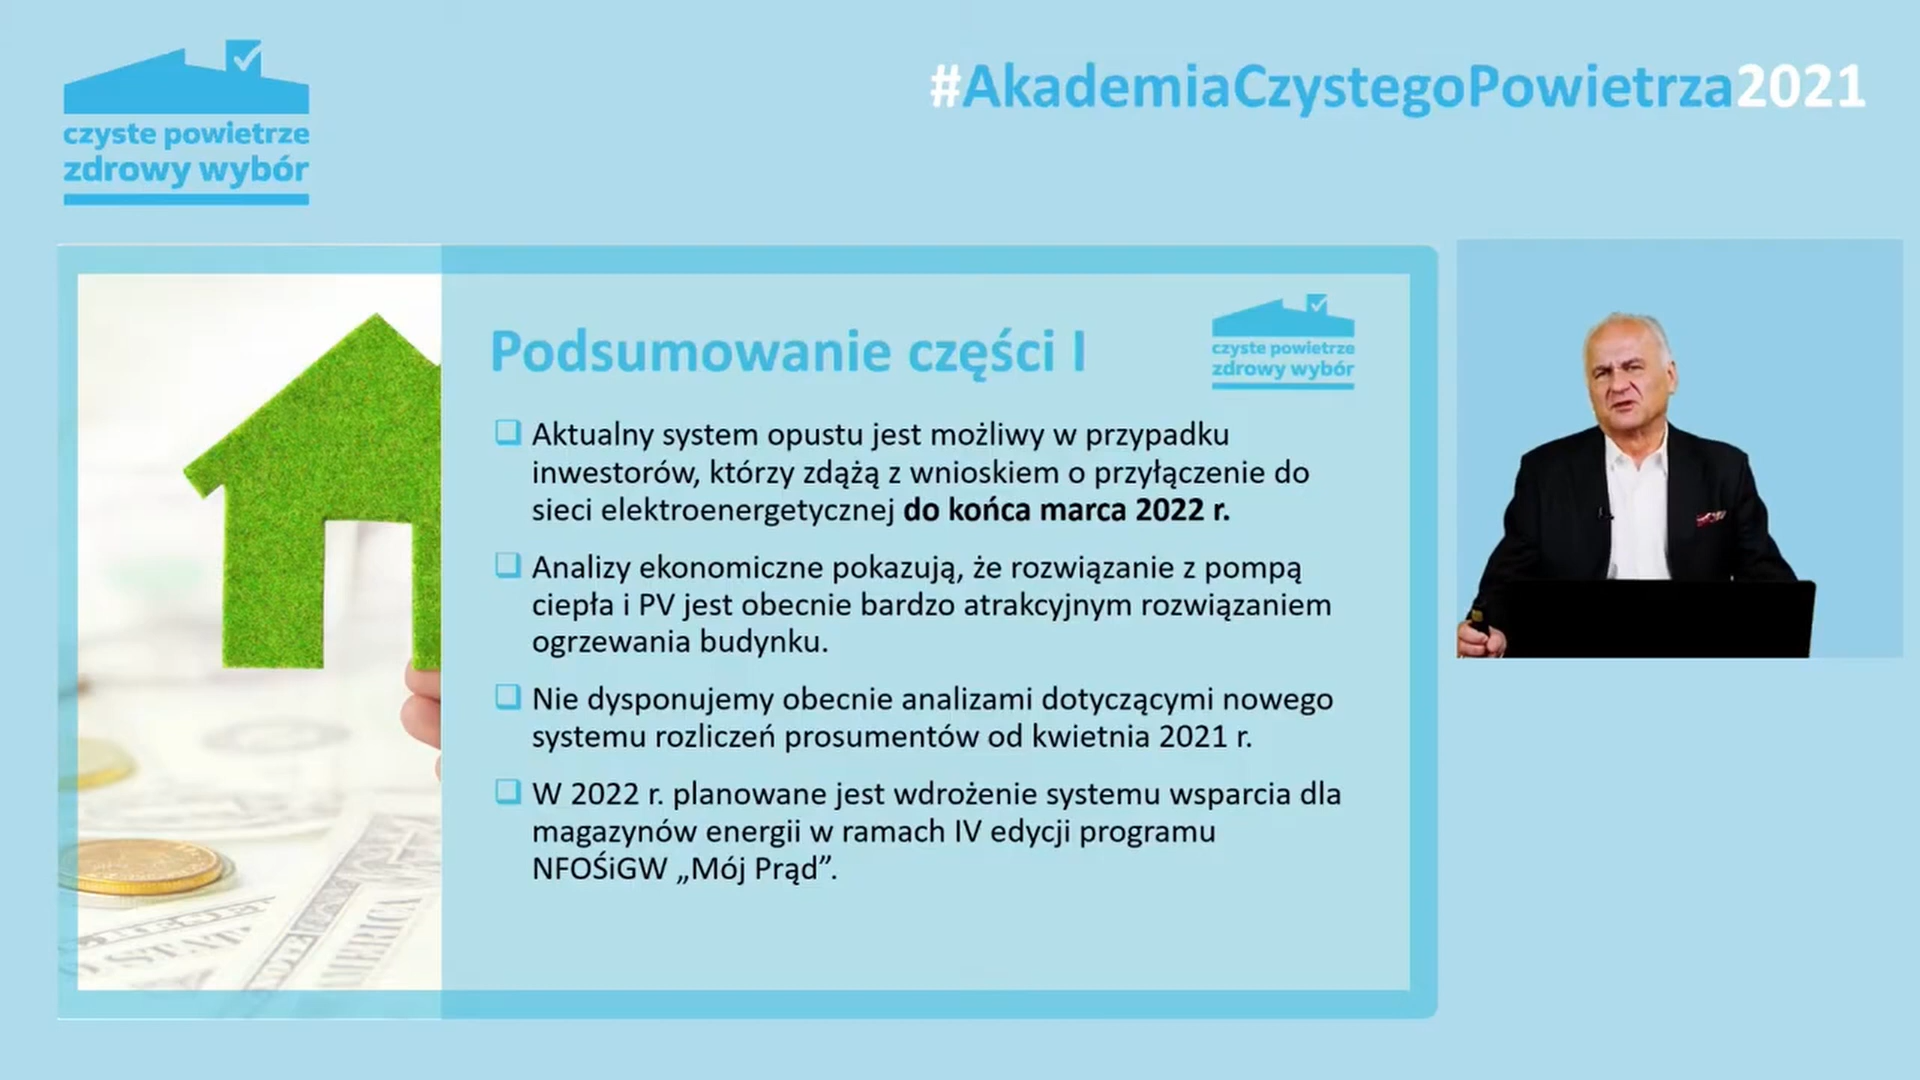 czyste powietrze
zdrowy wybór
#AkademiaCzystegoPowietrza2021
Podsumowanie części I
czyste powietrze
zdrowy wybór
Aktualny system opustu jest możliwy w przypadku
inwestorów, którzy zdążą z wnioskiem o przyłączenie do
sieci elektroenergetycznej do końca marca 2022 r.
Analizy ekonomiczne pokazują, że rozwiązanie z pompą
ciepła i PV jest obecnie bardzo atrakcyjnym rozwiązaniem
ogrzewania budynku.
Nie dysponujemy obecnie analizami dotyczącymi nowego
systemu rozliczeń prosumentów od kwietnia 2021 r.
W 2022 r. planowane jest wdrożenie systemu wsparcia dla
magazynów energii w ramach IV edycji programu
NFOŚiGW „Mój Prąd”.